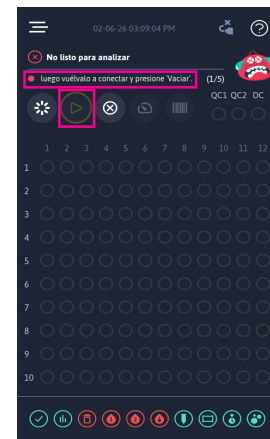 02-06-26 03:09:04 PM
No listo para analizar
luego vuévalo a conectar y presione 'Vaciar'. (1/5)
QC1 QC2 DC
1 2 3 4 5 6 7 8 9 10 11 12
1
2
3
4
5
6
7
8
9
10